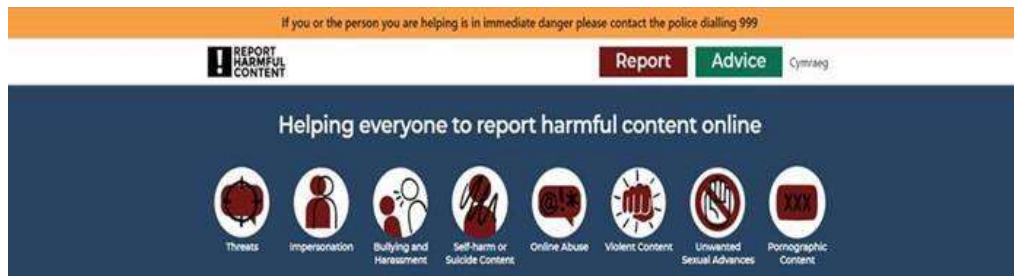 If you or the person you are helping is in immediate danger please contact the police dialling 999
REPORT
HARMFUL
CONTENT
Report
Advice
Cymraeg
Helping everyone to report harmful content online
@!*
XXX
Threats
Impersonation
Bullying and
Harassment
Self-harm or
Suicide Content
Online Abuse
Violent Content
Unwanted
Sexual Advances
Pornographic
Content